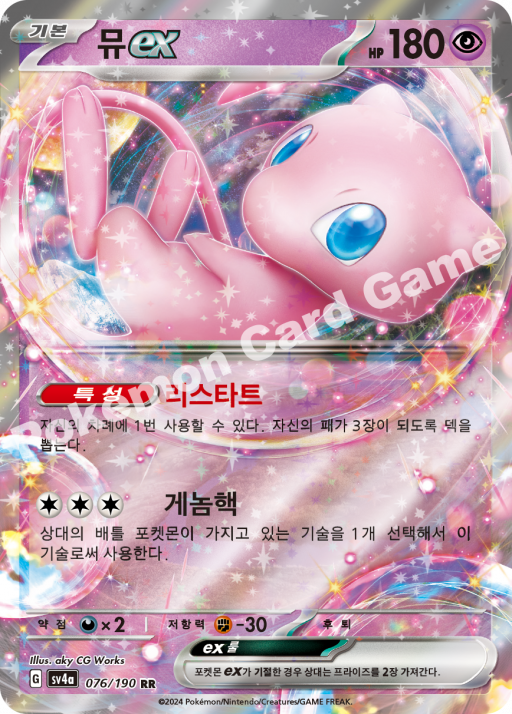 기본 뮤ex HP 180
Pokémon Card Game
특성 리스타트
자신의 차례에 1번 사용할 수 있다. 자신의 패가 3장이 되도록 덱을
뽑는다.
게놈핵
상대의 배틀 포켓몬이 가지고 있는 기술을 1개 선택해서 이
기술로써 사용한다.
약점 ×2 저항력 -30 후퇴
ex 룰
포켓몬 ex가 기절한 경우 상대는 프라이즈를 2장 가져간다.
Illus. aky CG Works
G sv4a 076/190 RR
©2024 Pokémon/Nintendo/Creatures/GAME FREAK.